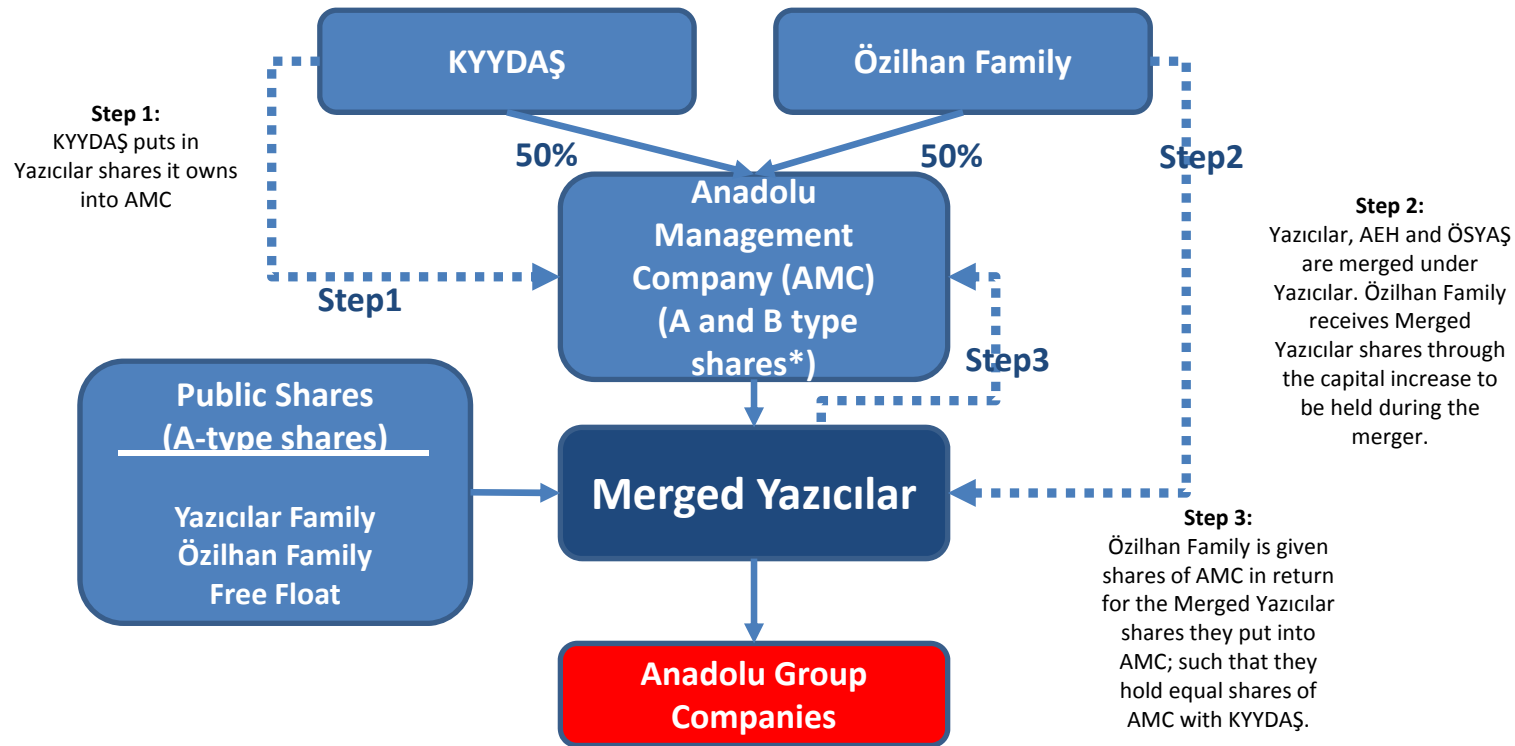 KYYDAŞ
Özilhan Family
Step 1:
KYYDAŞ puts in
Yazıcılar shares it owns
into AMC
50%
50%
Step2
Anadolu
Management
Company (AMC)
(A and B type
shares*)
Step1
Step3
Step 2:
Yazıcılar, AEH and ÖSYAŞ
are merged under
Yazıcılar. Özilhan Family
receives Merged
Yazıcılar shares through
the capital increase to
be held during the
merger.
Public Shares
(A-type shares)
Yazıcılar Family
Özilhan Family
Free Float
Merged Yazıcılar
Step 3:
Özilhan Family is given
shares of AMC in return
for the Merged Yazıcılar
shares they put into
AMC; such that they
hold equal shares of
AMC with KYYDAŞ.
Anadolu Group
Companies